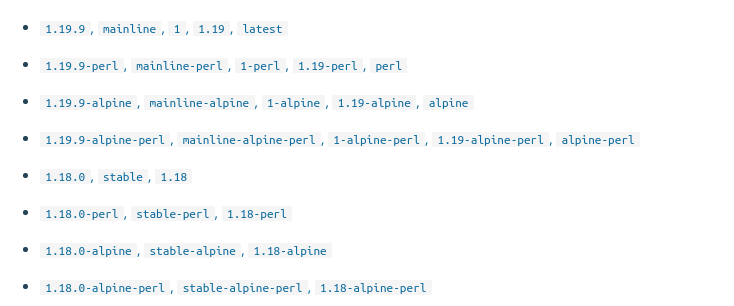 1.19.9, mainline, 1, 1.19, latest
1.19.9-perl, mainline-perl, 1-perl, 1.19-perl, perl
1.19.9-alpine, mainline-alpine, 1-alpine, 1.19-alpine, alpine
1.19.9-alpine-perl, mainline-alpine-perl, 1-alpine-perl, 1.19-alpine-perl, alpine-perl
1.18.0, stable, 1.18
1.18.0-perl, stable-perl, 1.18-perl
1.18.0-alpine, stable-alpine, 1.18-alpine
1.18.0-alpine-perl, stable-alpine-perl, 1.18-alpine-perl